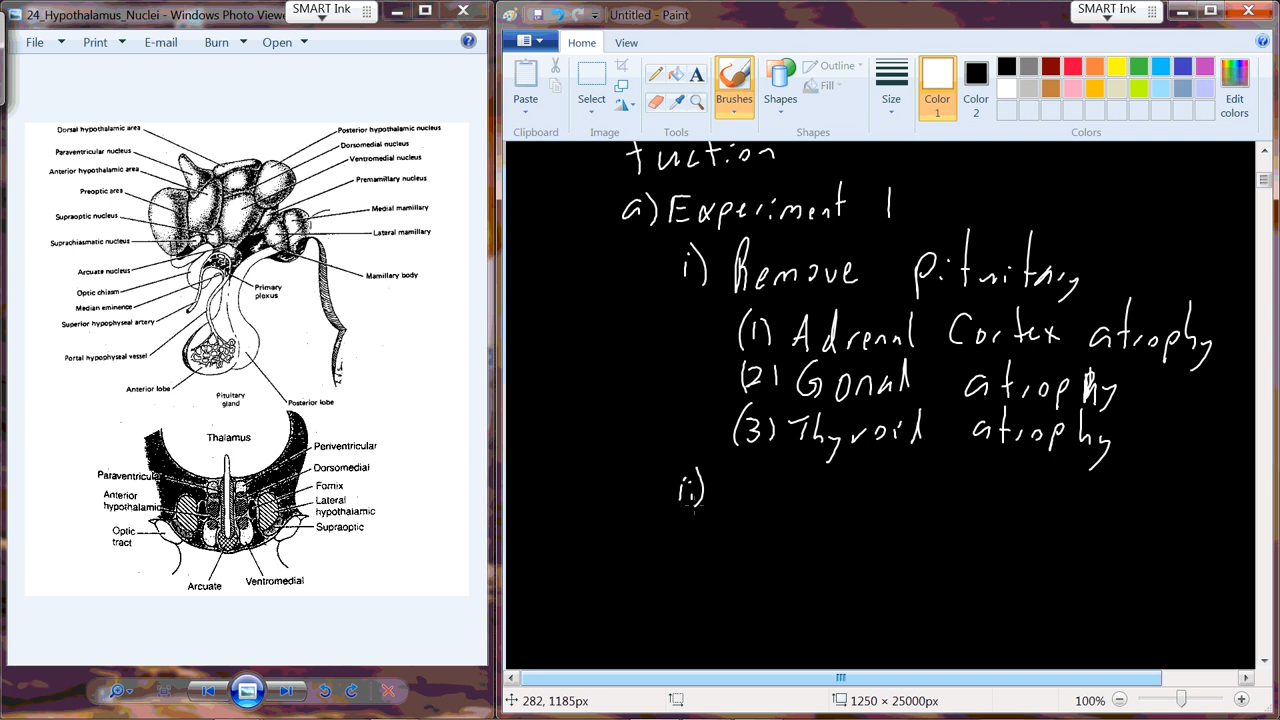 24_Hypothalamus_Nuclei - Windows Photo Viewer
SMART Ink
File Print E-mail Burn Open
Dorsal hypothalamic area
Paraventricular nucleus
Anterior hypothalamic area
Preoptic area
Supraoptic nucleus
Suprachiasmatic nucleus
Arcuate nucleus
Optic chiasm
Median eminence
Superior hypophyseal artery
Portal hypophyseal vessel
Anterior lobe
Posterior hypothalamic nucleus
Dorsomedial nucleus
Ventromedial nucleus
Premamillary nucleus
Medial mamillary
Lateral mamillary
Mamillary body
Primary
plexus
Pituitary
gland
Posterior lobe
Thalamus
Paraventricular
Anterior
hypothalamic
Optic
tract
Arcuate
Periventricular
Dorsomedial
Fornix
Lateral
hypothalamic
Supraoptic
Ventromedial
Untitled - Paint
SMART Ink
Home View
Paste
Select
Brushes
Shapes
Outline
Fill
Size
Color
1
Color
2
Edit
colors
Clipboard Image Tools Shapes Colors
fuction
a) Experiment 1
i) Remove pituitary
(1) Adrenal Cortex atrophy
(2) Gonal atrophy
(3) Thyroid atrophy
ii)
282, 1185px
1250 × 25000px
100%